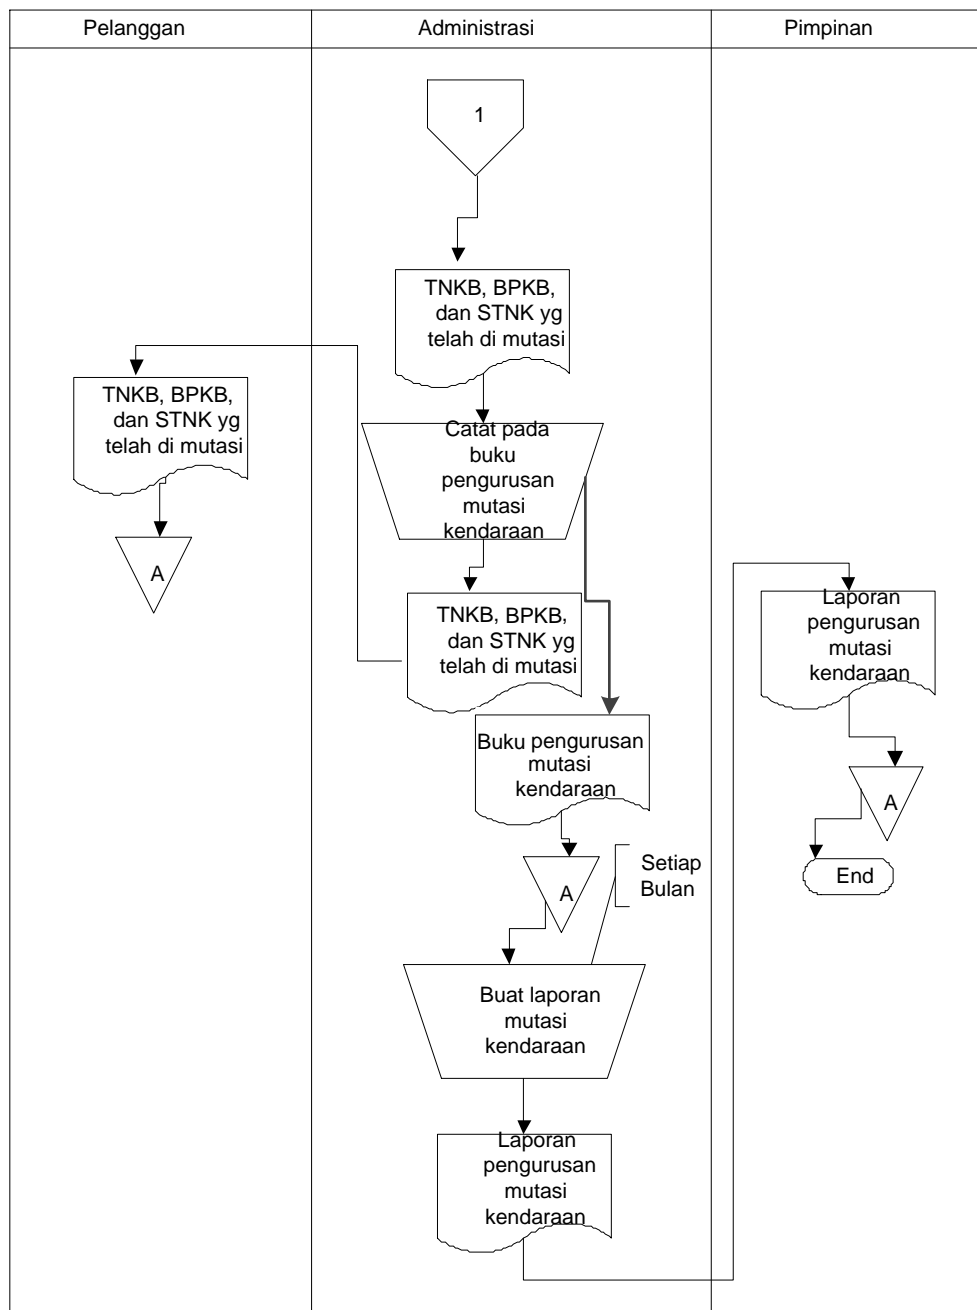 Pelanggan
Administrasi
Pimpinan
1
TNKB, BPKB,
dan STNK yg
telah di mutasi
TNKB, BPKB,
dan STNK yg
telah di mutasi
A
Catat pada
buku
pengurusan
mutasi
kendaraan
TNKB, BPKB,
dan STNK yg
telah di mutasi
Buku pengurusan
mutasi
kendaraan
A
Setiap
Bulan
Buat laporan
mutasi
kendaraan
Laporan
pengurusan
mutasi
kendaraan
Laporan
pengurusan
mutasi
kendaraan
A
End